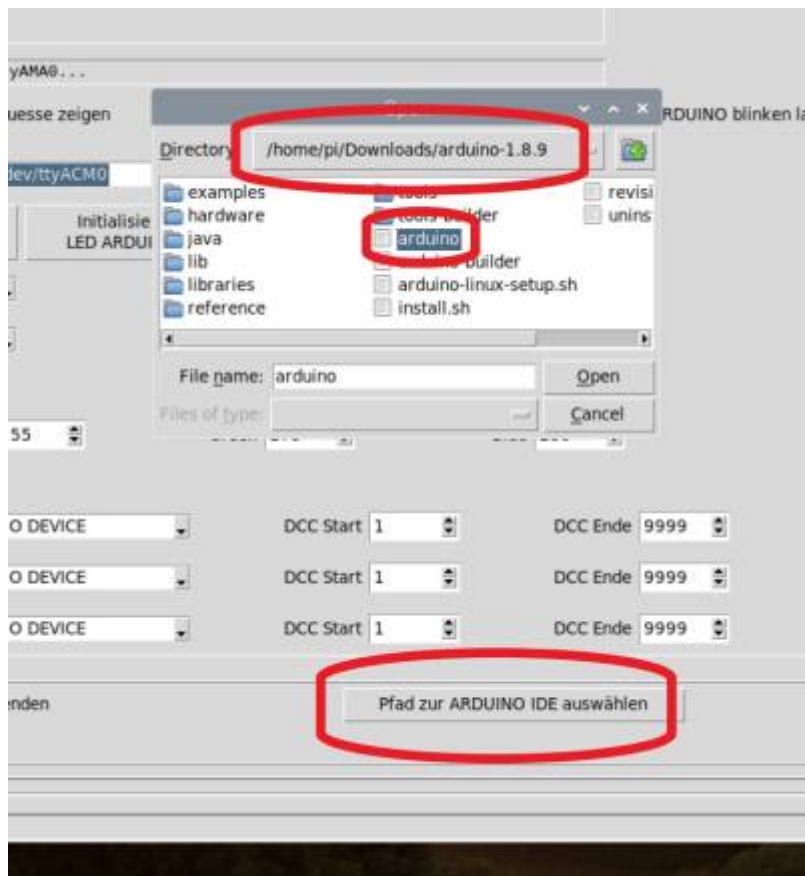 yAMA0...
uesse zeigen
RDUINO blinken la
Directory
/home/pi/Downloads/arduino-1.8.9
dev/ttyACM0
examples
tools
revisi
hardware
unins
Initialisie
LED ARDUI
java
arduino
lib
libraries
arduino-linux-setup.sh
reference
install.sh
File name: arduino
Open
Files of type:
Cancel
55
O DEVICE
DCC Start 1
DCC Ende 9999
O DEVICE
DCC Start 1
DCC Ende 9999
O DEVICE
DCC Start 1
DCC Ende 9999
enden
Pfad zur ARDUINO IDE auswählen